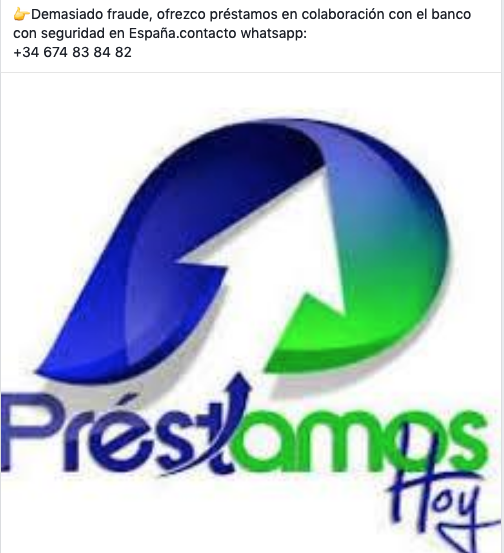 👉Demasiado fraude, ofrezco préstamos en colaboración con el banco
con seguridad en España.contacto whatsapp:
+34 674 83 84 82
Préstamos
Hoy